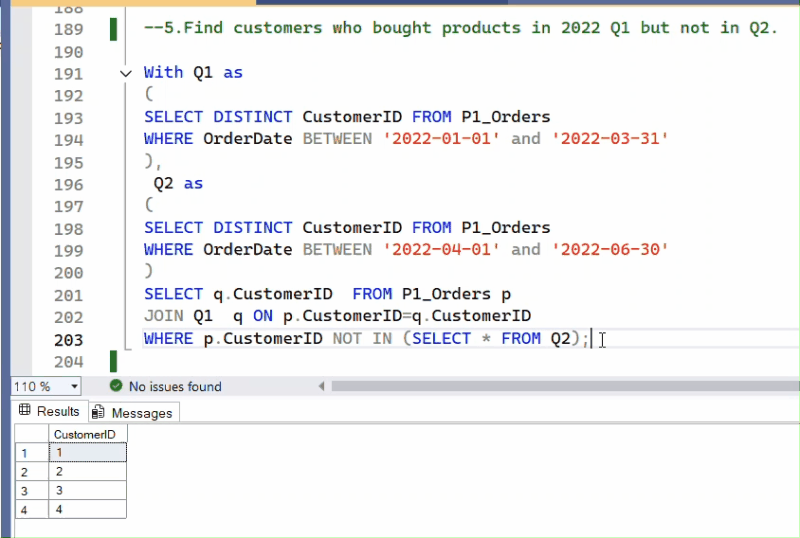 188
189 --5.Find customers who bought products in 2022 Q1 but not in Q2.
190
191 With Q1 as
192 (
193 SELECT DISTINCT CustomerID FROM P1_Orders
194 WHERE OrderDate BETWEEN '2022-01-01' and '2022-03-31'
195 ),
196 Q2 as
197 (
198 SELECT DISTINCT CustomerID FROM P1_Orders
199 WHERE OrderDate BETWEEN '2022-04-01' and '2022-06-30'
200 )
201 SELECT q.CustomerID  FROM P1_Orders p
202 JOIN Q1  q ON p.CustomerID=q.CustomerID
203 WHERE p.CustomerID NOT IN (SELECT * FROM Q2);
204
110 % No issues found
Results Messages
CustomerID
1 1
2 2
3 3
4 4